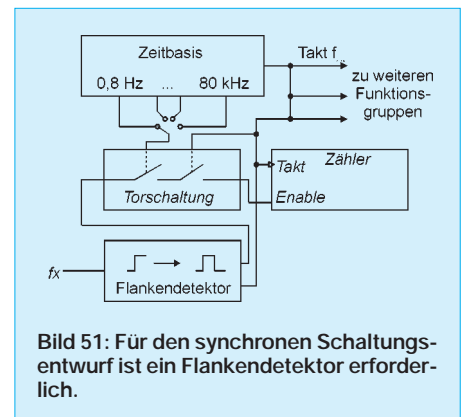 Zeitbasis
0,8 Hz ... 80 kHz
Takt f...
zu weiteren
Funktions-
gruppen
Torschaltung
Takt
Zähler
Enable
fx
Flankendetektor
Bild 51: Für den synchronen Schaltungs-
entwurf ist ein Flankendetektor erforder-
lich.